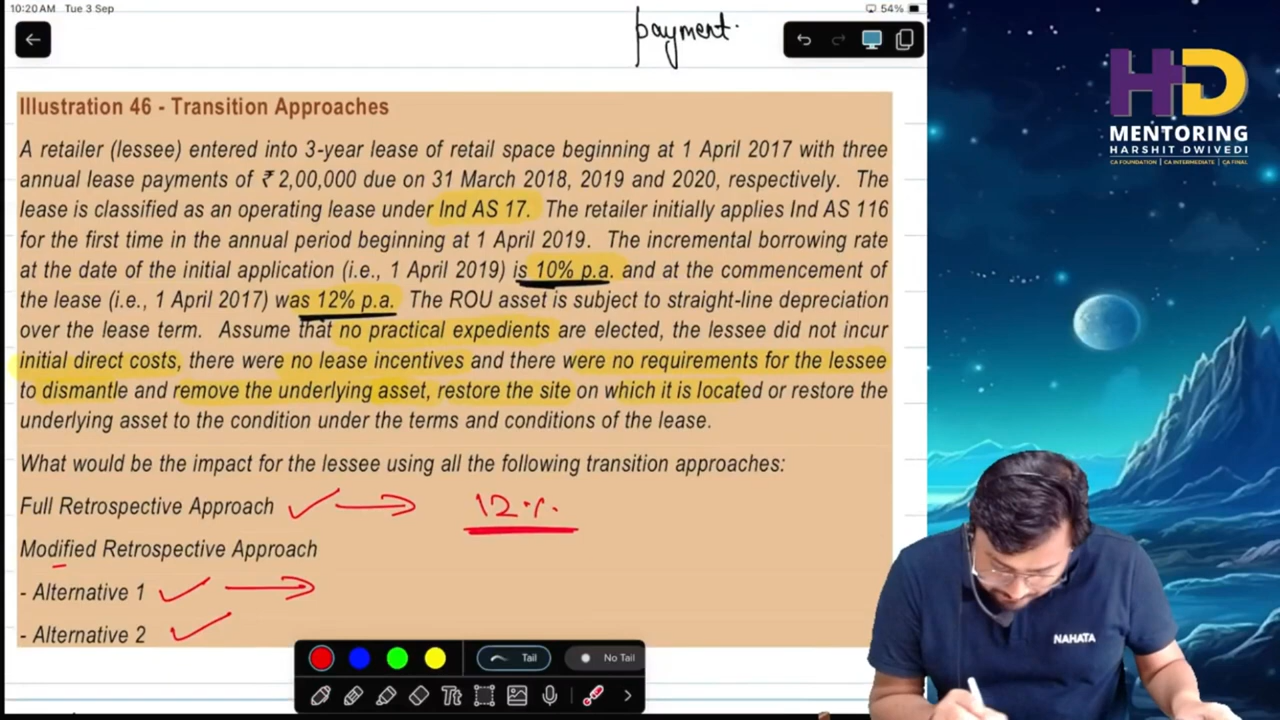 10:20 AM Tue 3 Sep
54%
payment.
Illustration 46 - Transition Approaches
A retailer (lessee) entered into 3-year lease of retail space beginning at 1 April 2017 with three
annual lease payments of ₹ 2,00,000 due on 31 March 2018, 2019 and 2020, respectively. The
lease is classified as an operating lease under Ind AS 17. The retailer initially applies Ind AS 116
for the first time in the annual period beginning at 1 April 2019. The incremental borrowing rate
at the date of the initial application (i.e., 1 April 2019) is 10% p.a. and at the commencement of
the lease (i.e., 1 April 2017) was 12% p.a. The ROU asset is subject to straight-line depreciation
over the lease term. Assume that no practical expedients are elected, the lessee did not incur
initial direct costs, there were no lease incentives and there were no requirements for the lessee
to dismantle and remove the underlying asset, restore the site on which it is located or restore the
underlying asset to the condition under the terms and conditions of the lease.
What would be the impact for the lessee using all the following transition approaches:
Full Retrospective Approach 12%
Modified Retrospective Approach
- Alternative 1
- Alternative 2
Tail No Tail
Tt
HD
MENTORING
HARSHIT DWIVEDI
CA FOUNDATION | CA INTERMEDIATE | CA FINAL
NAHATA